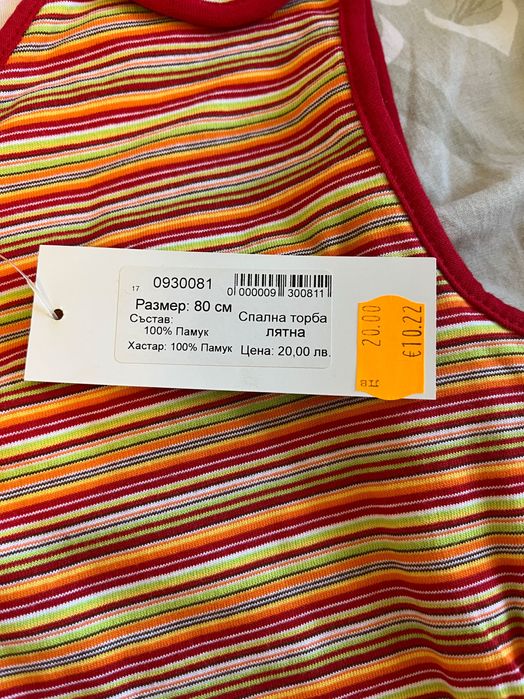 17 0930081
0 000009 300811
Размер: 80 см
Състав:
100% Памук
Хастар: 100% Памук
Спална торба
лятна
Цена: 20,00 лв.
лв 20.00
€10.22